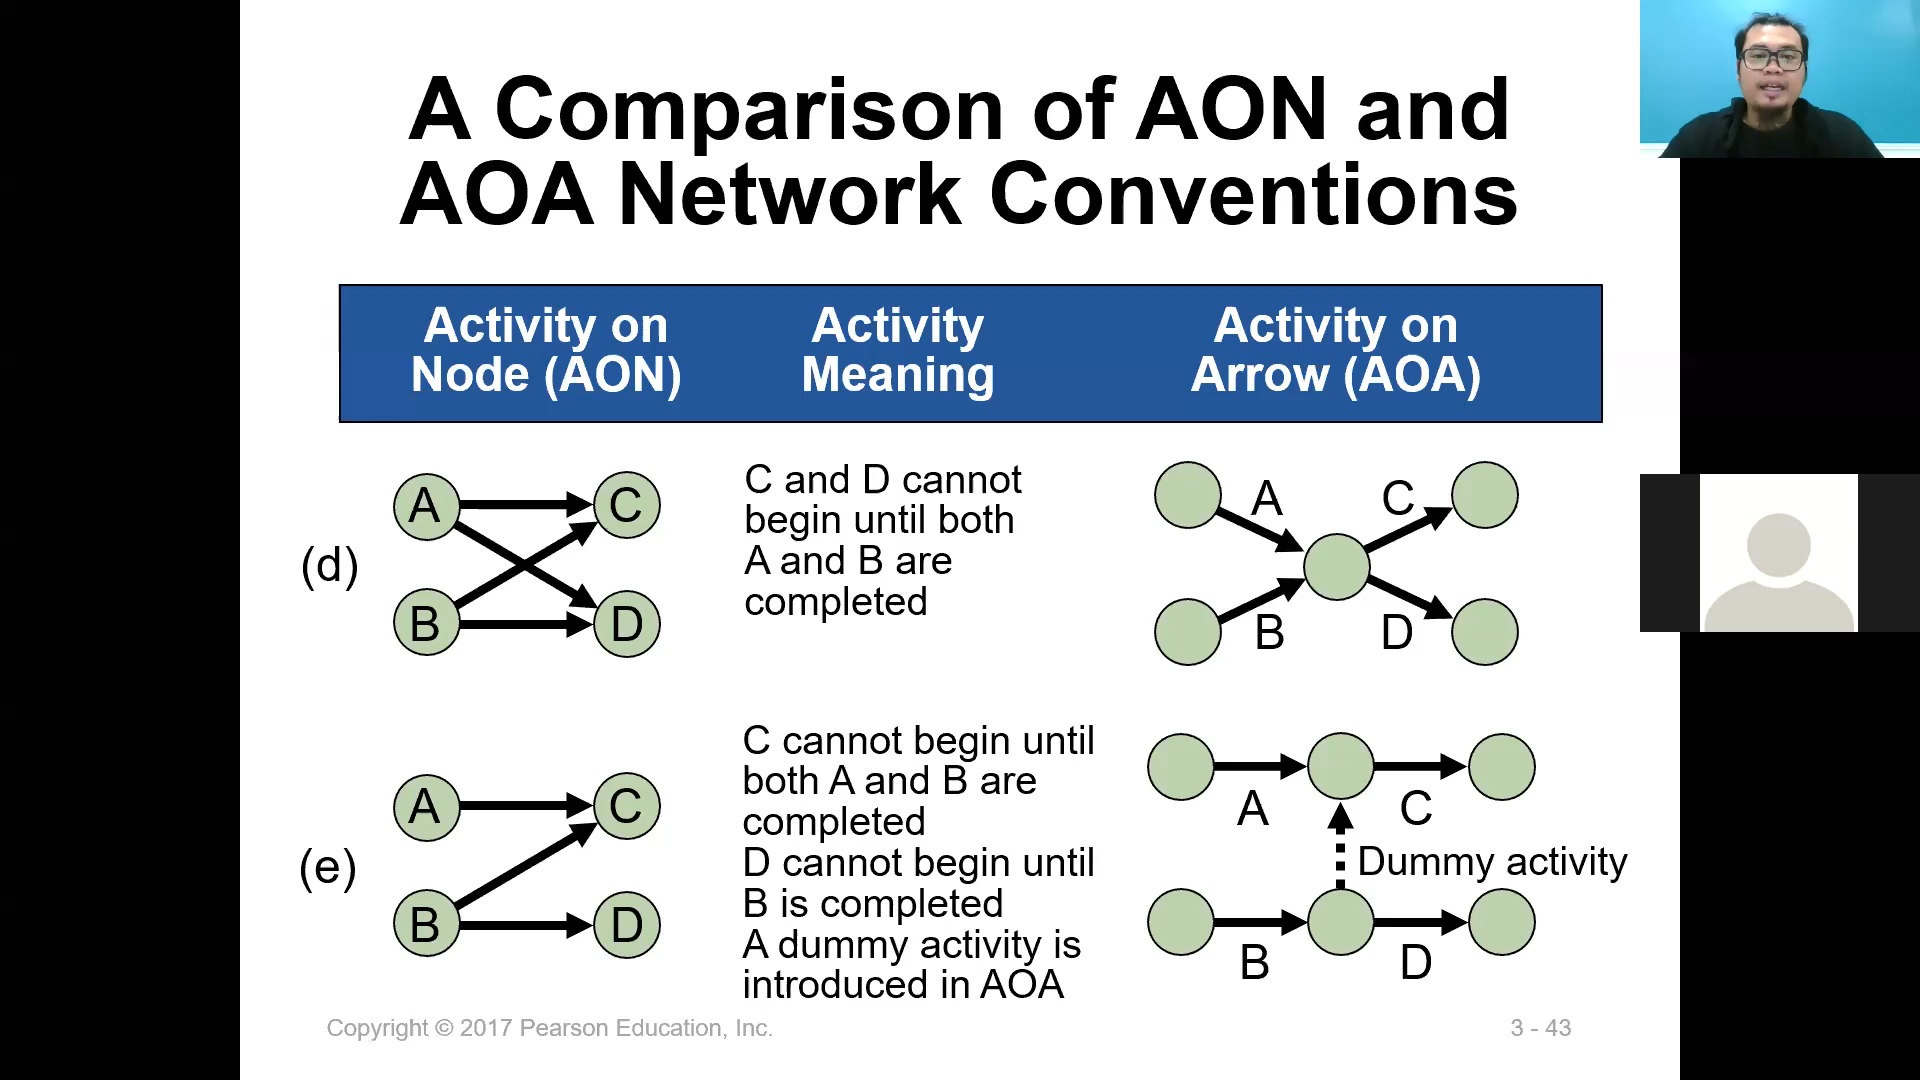 A Comparison of AON and
AOA Network Conventions
Activity on
Node (AON)
Activity
Meaning
Activity on
Arrow (AOA)
(d)
A
C
B
D
C and D cannot
begin until both
A and B are
completed
A
C
B
D
(e)
A
C
B
D
C cannot begin until
both A and B are
completed
D cannot begin until
B is completed
A dummy activity is
introduced in AOA
A
C
Dummy activity
B
D
Copyright © 2017 Pearson Education, Inc.
3 - 43